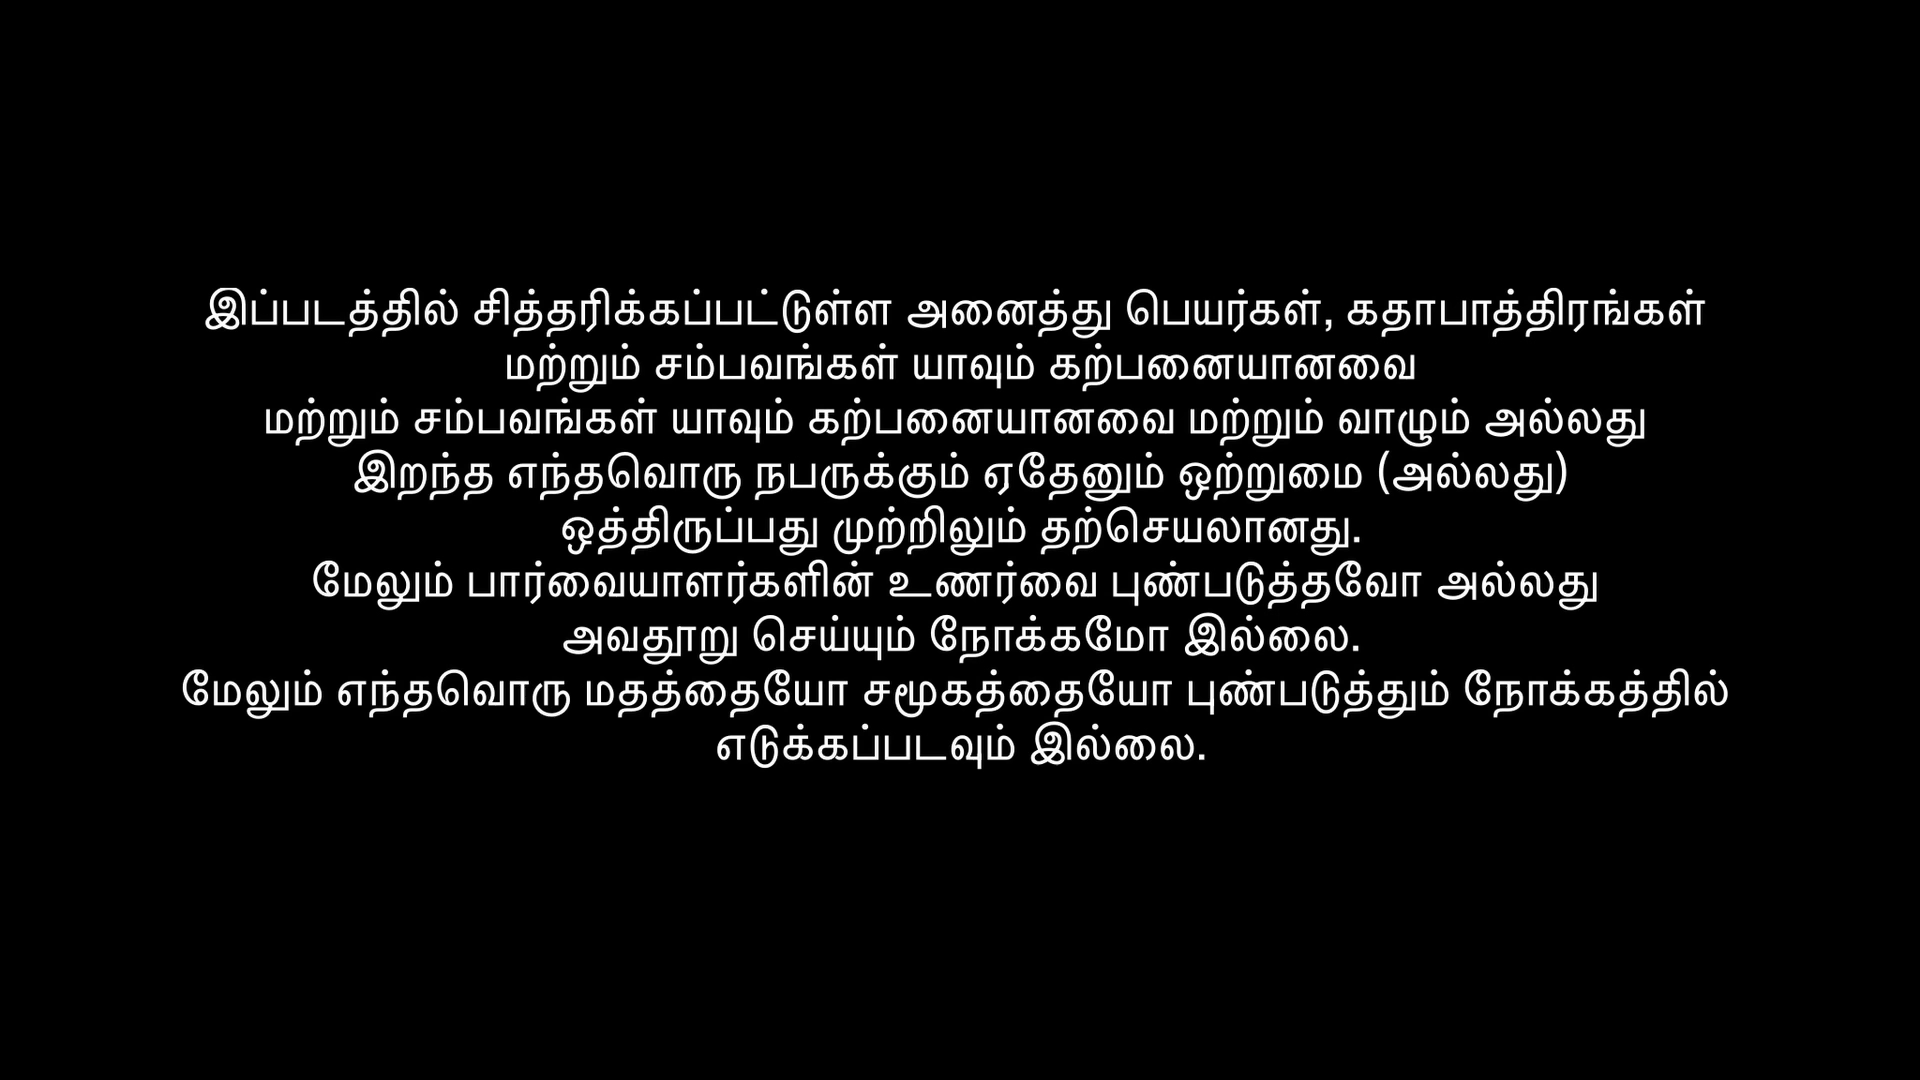 இப்படத்தில் சித்தரிக்கப்பட்டுள்ள அனைத்து பெயர்கள், கதாபாத்திரங்கள்
மற்றும் சம்பவங்கள் யாவும் கற்பனையானவை
மற்றும் சம்பவங்கள் யாவும் கற்பனையானவை மற்றும் வாழும் அல்லது
இறந்த எந்தவொரு நபருக்கும் ஏதேனும் ஒற்றுமை (அல்லது)
ஒத்திருப்பது முற்றிலும் தற்செயலானது.
மேலும் பார்வையாளர்களின் உணர்வை புண்படுத்தவோ அல்லது
அவதூறு செய்யும் நோக்கமோ இல்லை.
மேலும் எந்தவொரு மதத்தையோ சமூகத்தையோ புண்படுத்தும் நோக்கத்தில்
எடுக்கப்படவும் இல்லை.